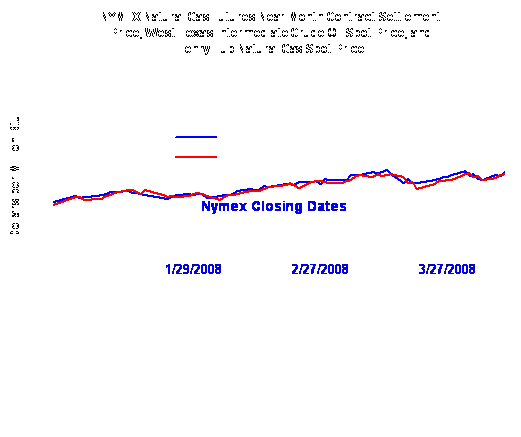 NYMEX Natural Gas Futures Near-Month Contract Settlement
Price, West Texas Intermediate Crude Oil Spot Price, and
Henry Hub Natural Gas Spot Price
Nymex Closing Dates
1/29/2008 2/27/2008 3/27/2008